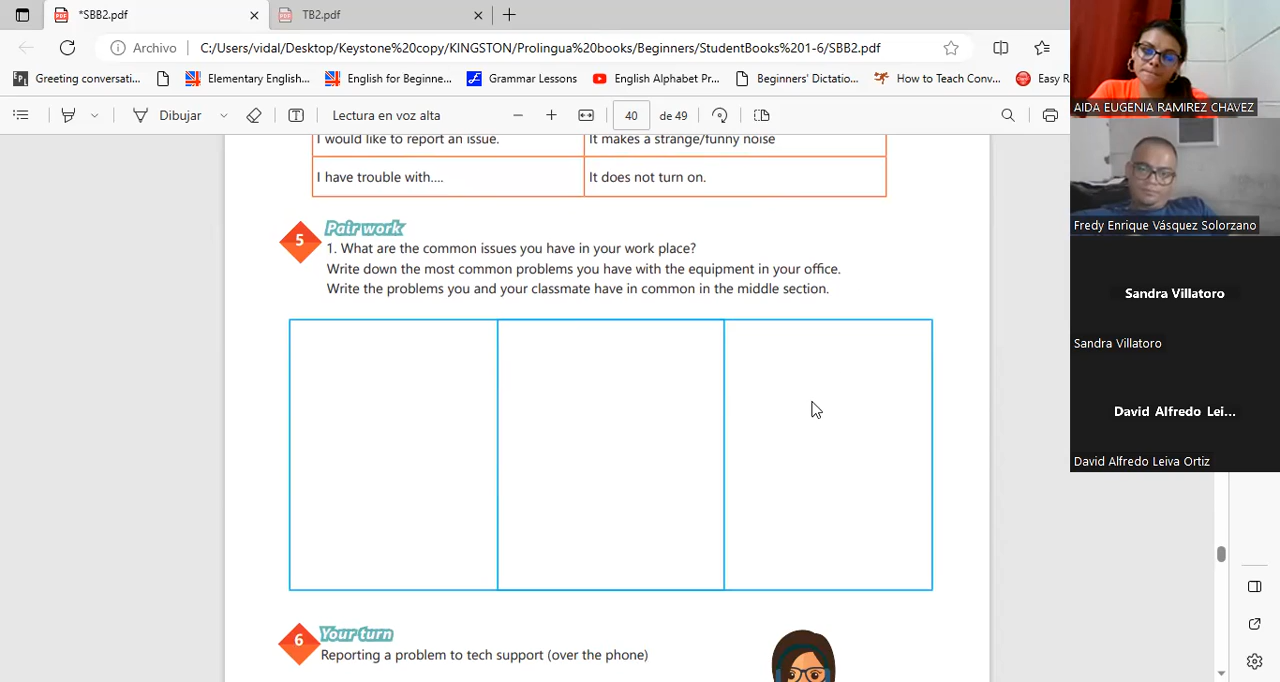 *SBB2.pdf
TB2.pdf
Archivo
C:/Users/vidal/Desktop/Keystone%20copy/KINGSTON/Prolingua%20books/Beginners/StudentBooks%201-6/SBB2.pdf
Greeting conversati...
Elementary English...
English for Beginne...
Grammar Lessons
English Alphabet Pr...
Beginners' Dictatio...
How to Teach Conv...
Easy R
Dibujar
Lectura en voz alta
40
de 49
I would like to report an issue.
It makes a strange/funny noise
I have trouble with....
It does not turn on.
5
Pair work
1. What are the common issues you have in your work place?
Write down the most common problems you have with the equipment in your office.
Write the problems you and your classmate have in common in the middle section.
6
Your turn
Reporting a problem to tech support (over the phone)
AIDA EUGENIA RAMIREZ CHAVEZ
Fredy Enrique Vásquez Solorzano
Sandra Villatoro
Sandra Villatoro
David Alfredo Lei...
David Alfredo Leiva Ortiz